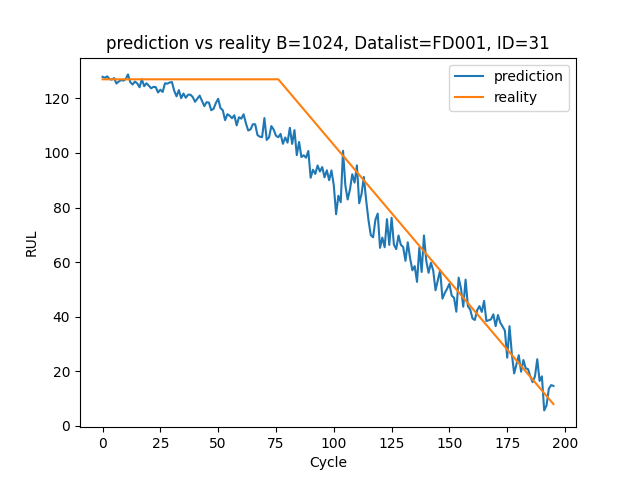 prediction vs reality B=1024, Datalist=FD001, ID=31
prediction
reality
120
100
80
60
40
20
0
RUL
0 25 50 75 100 125 150 175 200
Cycle